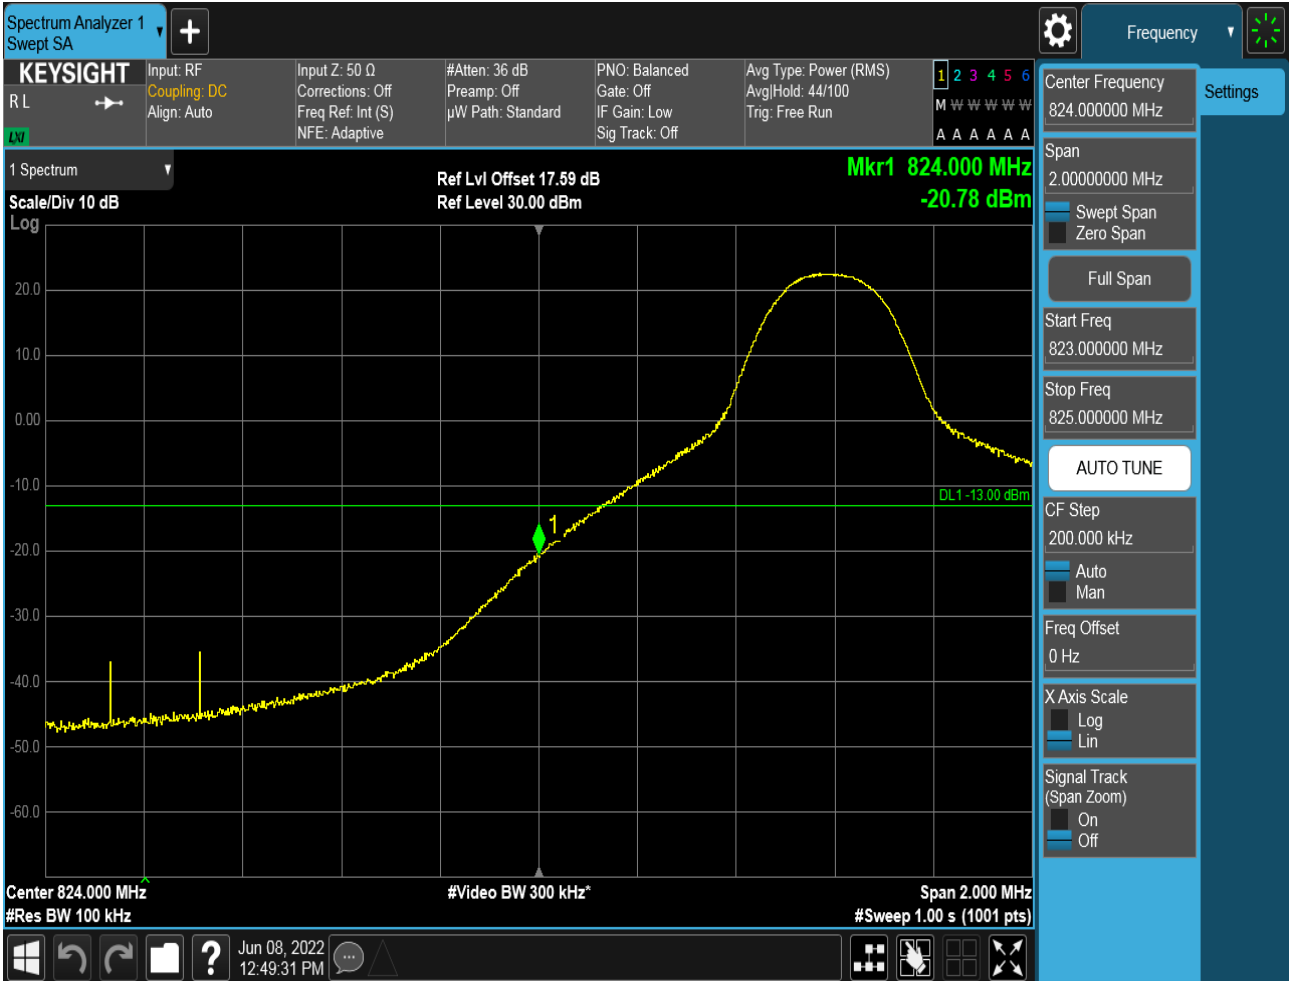 Spectrum Analyzer 1
Swept SA
Frequency
KEYSIGHT
R L
LXI
Input: RF
Coupling: DC
Align: Auto
Input Z: 50 Ω
Corrections: Off
Freq Ref: Int (S)
NFE: Adaptive
#Atten: 36 dB
Preamp: Off
µW Path: Standard
PNO: Balanced
Gate: Off
IF Gain: Low
Sig Track: Off
Avg Type: Power (RMS)
Avg|Hold: 44/100
Trig: Free Run
1 2 3 4 5 6
M W W W W W
A A A A A A
1 Spectrum
Scale/Div 10 dB
Log
Ref Lvl Offset 17.59 dB
Ref Level 30.00 dBm
Mkr1 824.000 MHz
-20.78 dBm
20.0
10.0
0.00
-10.0
-20.0
-30.0
-40.0
-50.0
-60.0
DL1 -13.00 dBm
1
Center 824.000 MHz
#Res BW 100 kHz
#Video BW 300 kHz*
Span 2.000 MHz
#Sweep 1.00 s (1001 pts)
Center Frequency
824.000000 MHz
Span
2.00000000 MHz
Swept Span
Zero Span
Full Span
Start Freq
823.000000 MHz
Stop Freq
825.000000 MHz
AUTO TUNE
CF Step
200.000 kHz
Auto
Man
Freq Offset
0 Hz
X Axis Scale
Log
Lin
Signal Track
(Span Zoom)
On
Off
Settings
?
Jun 08, 2022
12:49:31 PM